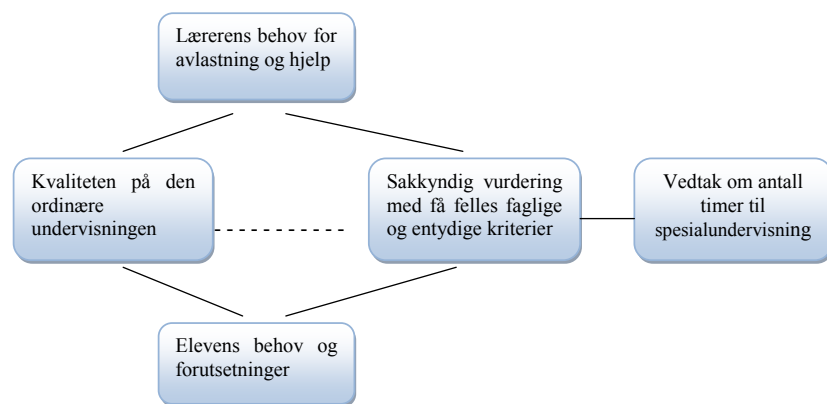 Lærerens behov for
avlastning og hjelp
Kvaliteten på den
ordinære
undervisningen
Sakkyndig vurdering
med få felles faglige
og entydige kriterier
Vedtak om antall
timer til
spesialundervisning
Elevens behov og
forutsetninger